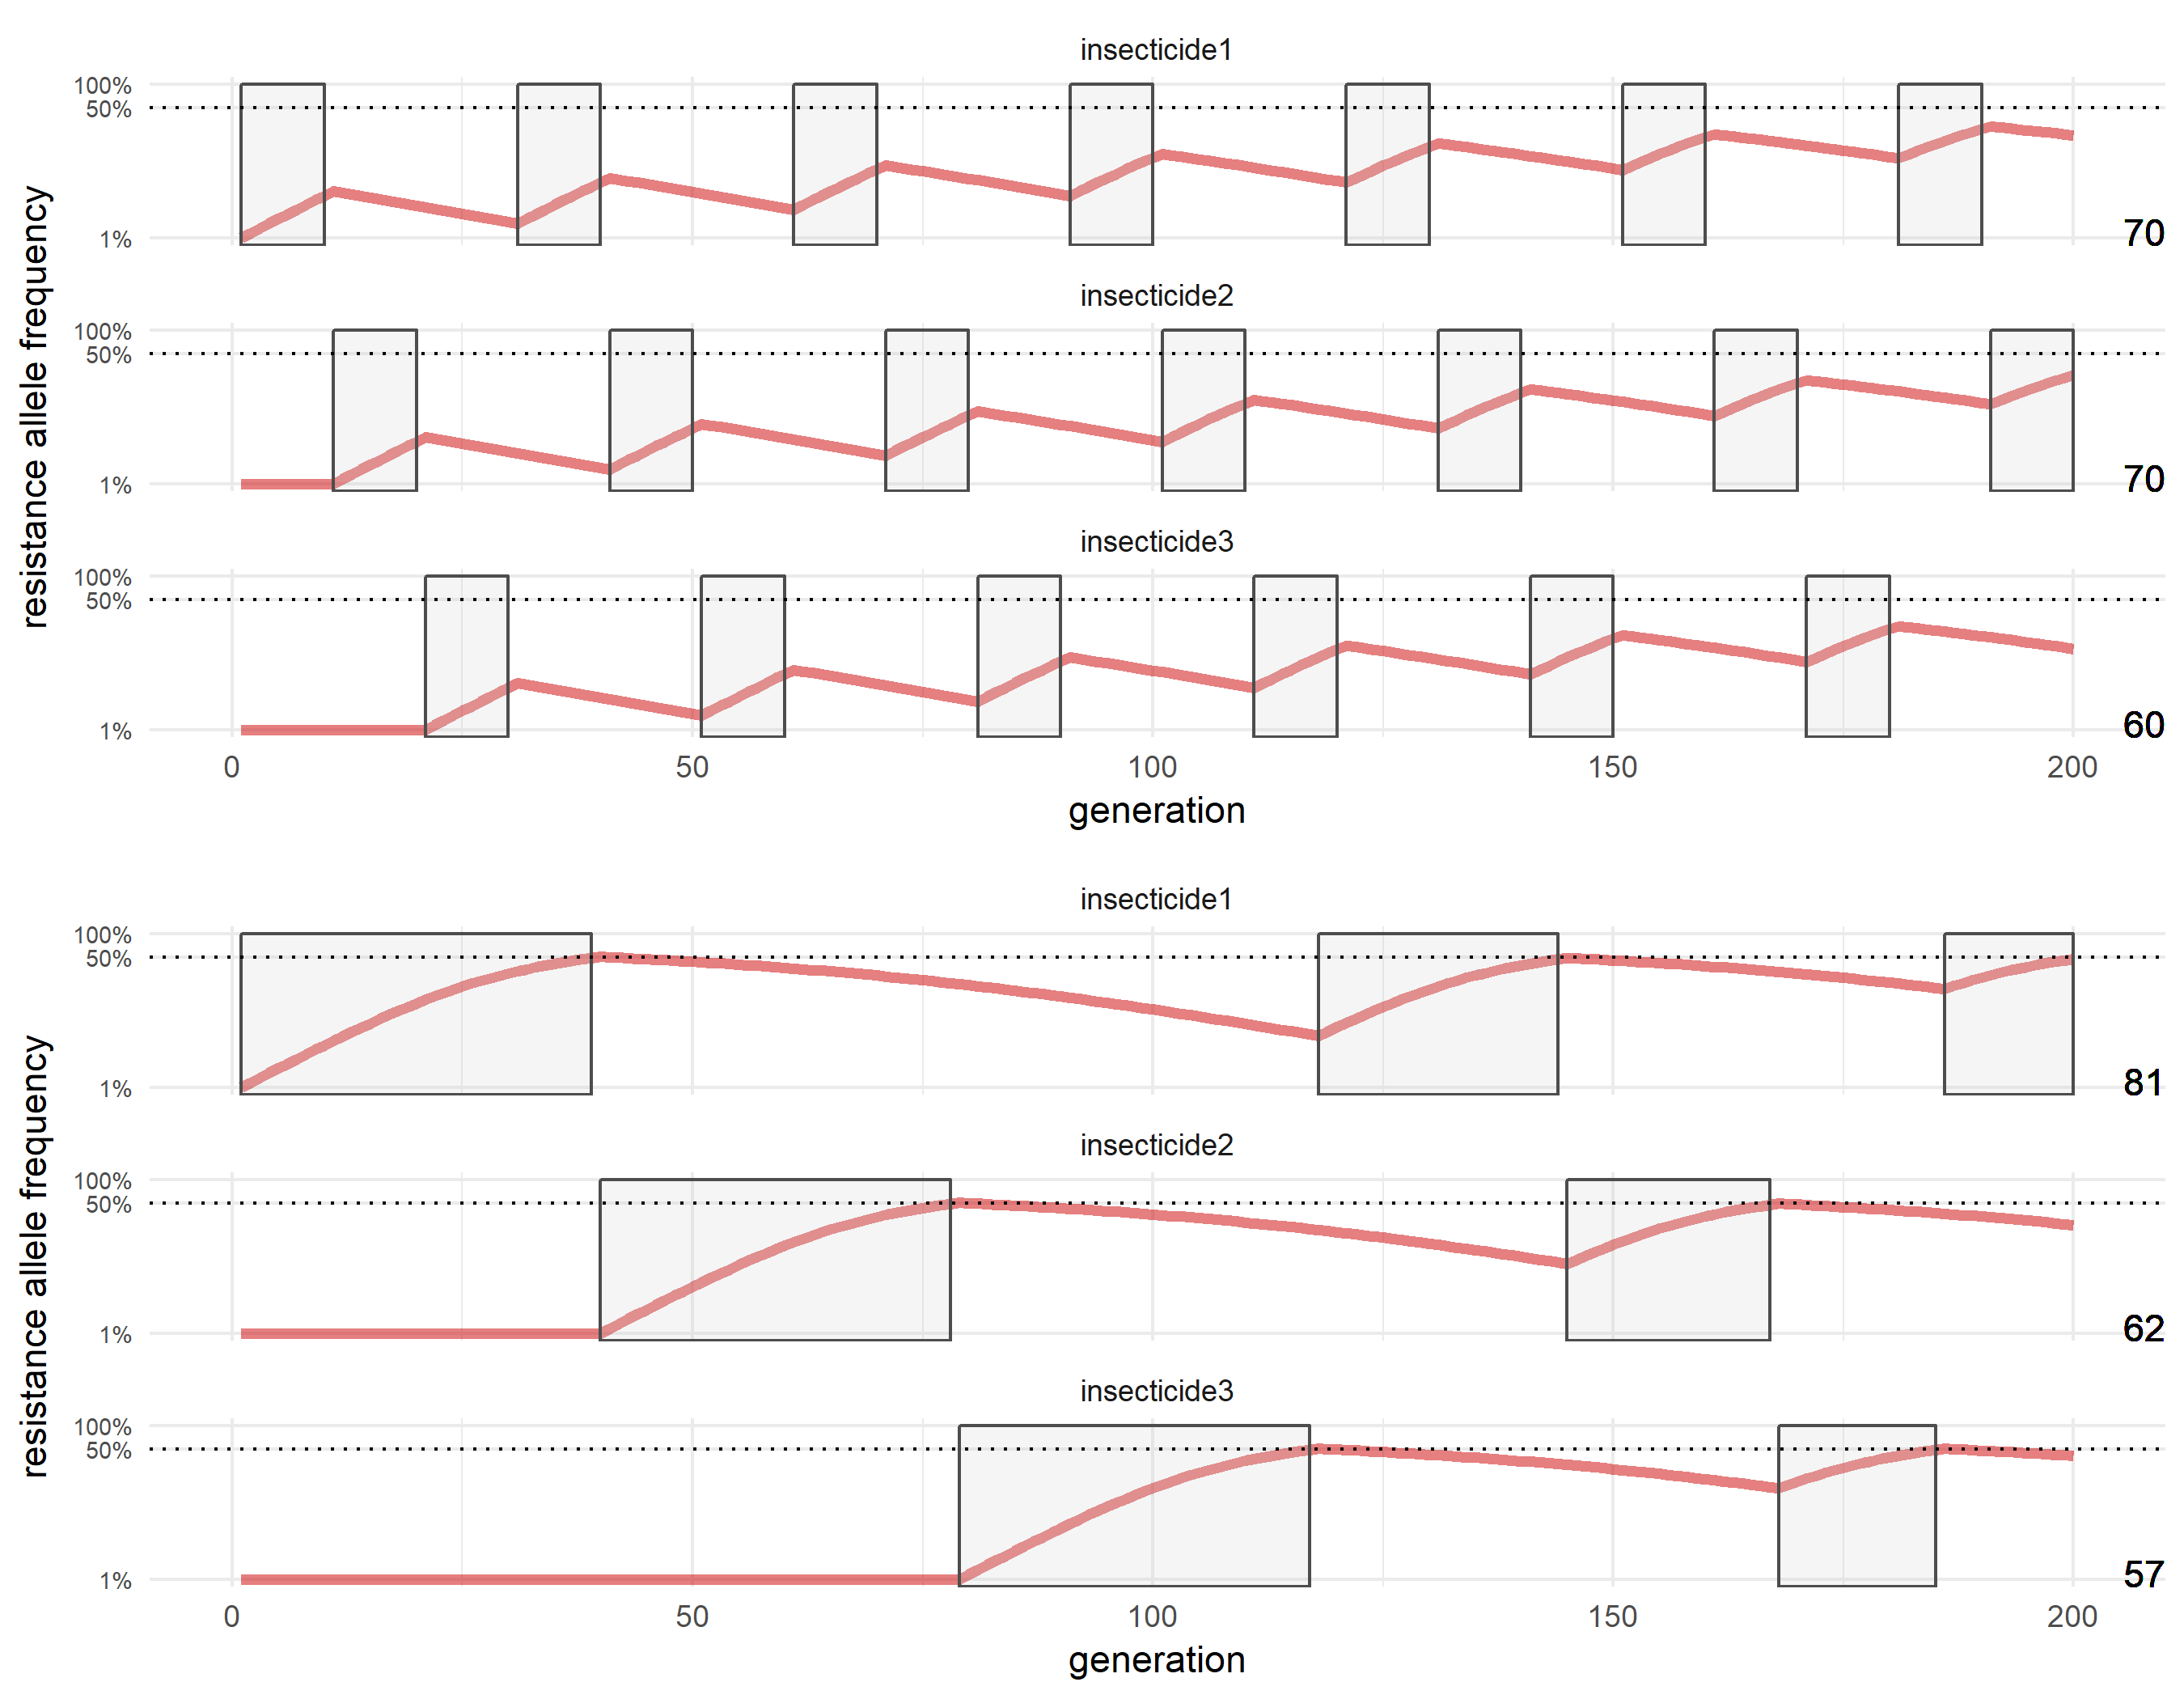 insecticide1
100%
50%
1%
70
insecticide2
100%
50%
1%
70
insecticide3
100%
50%
1%
60
resistance allele frequency
0 50 100 150 200
generation
insecticide1
100%
50%
1%
81
insecticide2
100%
50%
1%
62
insecticide3
100%
50%
1%
57
resistance allele frequency
0 50 100 150 200
generation